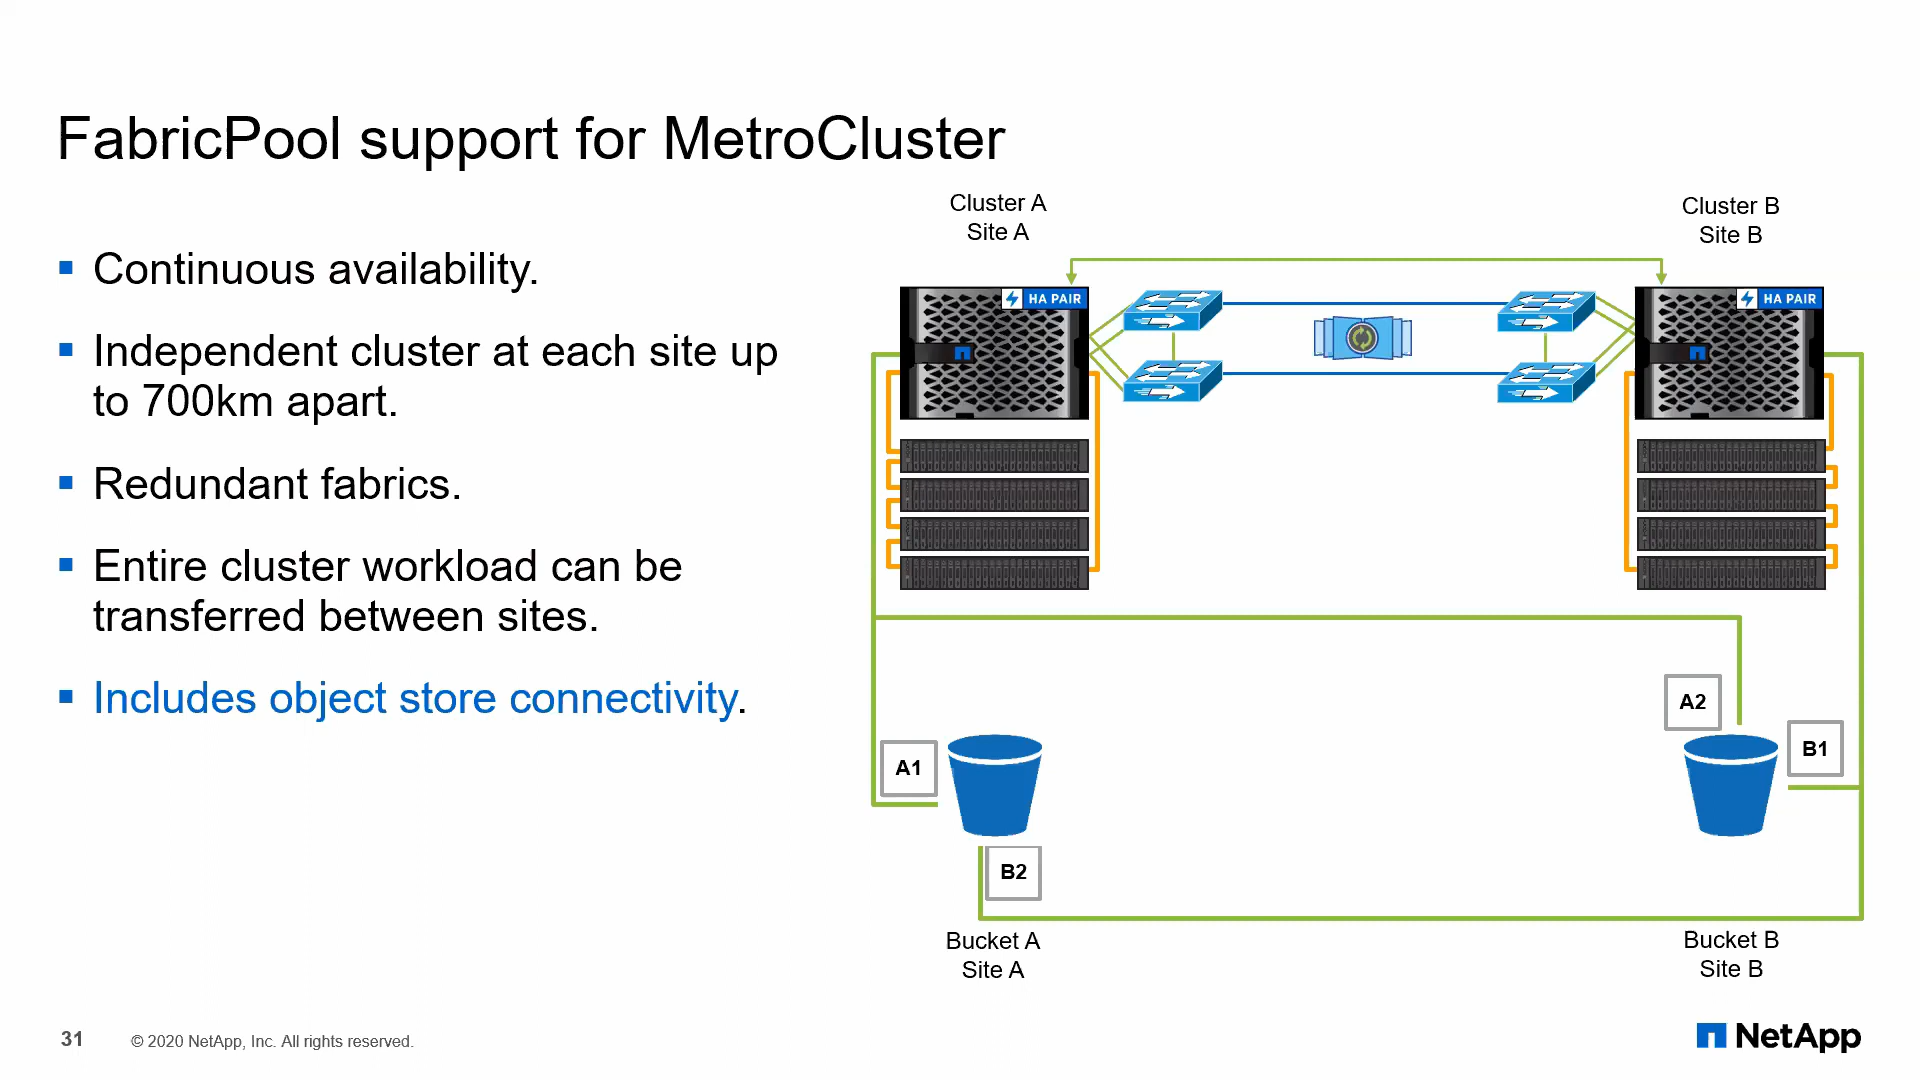 FabricPool support for MetroCluster
Continuous availability.
Independent cluster at each site up
to 700km apart.
Redundant fabrics.
Entire cluster workload can be
transferred between sites.
Includes object store connectivity.
Cluster A
Site A
Cluster B
Site B
HA PAIR
HA PAIR
A2
B1
A1
B2
Bucket A
Site A
Bucket B
Site B
31
© 2020 NetApp, Inc. All rights reserved.
NetApp